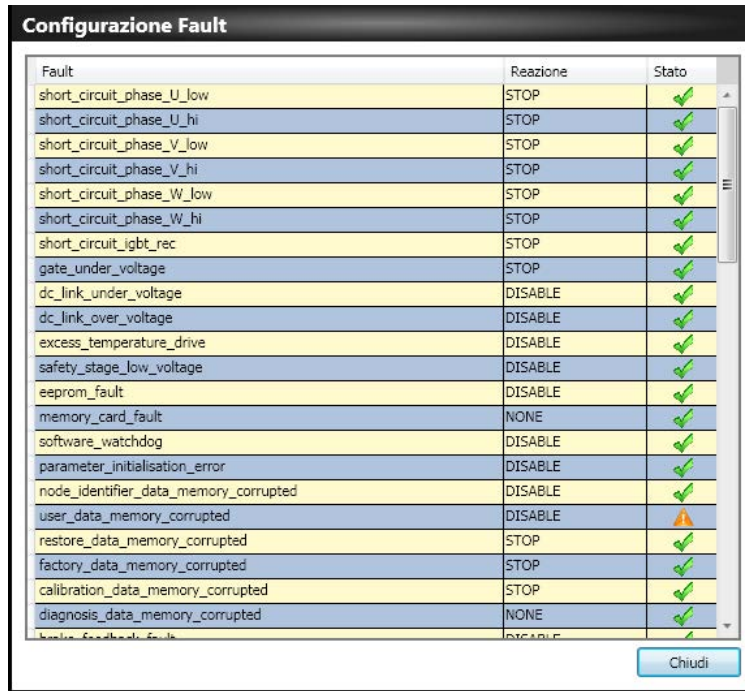 Configurazione Fault
Fault Reazione Stato
short_circuit_phase_U_low STOP
short_circuit_phase_U_hi STOP
short_circuit_phase_V_low STOP
short_circuit_phase_V_hi STOP
short_circuit_phase_W_low STOP
short_circuit_phase_W_hi STOP
short_circuit_igbt_rec STOP
gate_under_voltage STOP
dc_link_under_voltage DISABLE
dc_link_over_voltage DISABLE
excess_temperature_drive DISABLE
safety_stage_low_voltage DISABLE
eeprom_fault DISABLE
memory_card_fault NONE
software_watchdog DISABLE
parameter_initialisation_error DISABLE
node_identifier_data_memory_corrupted DISABLE
user_data_memory_corrupted DISABLE
restore_data_memory_corrupted STOP
factory_data_memory_corrupted STOP
calibration_data_memory_corrupted STOP
diagnosis_data_memory_corrupted NONE
brake_feedback_fault DISABLE
Chiudi